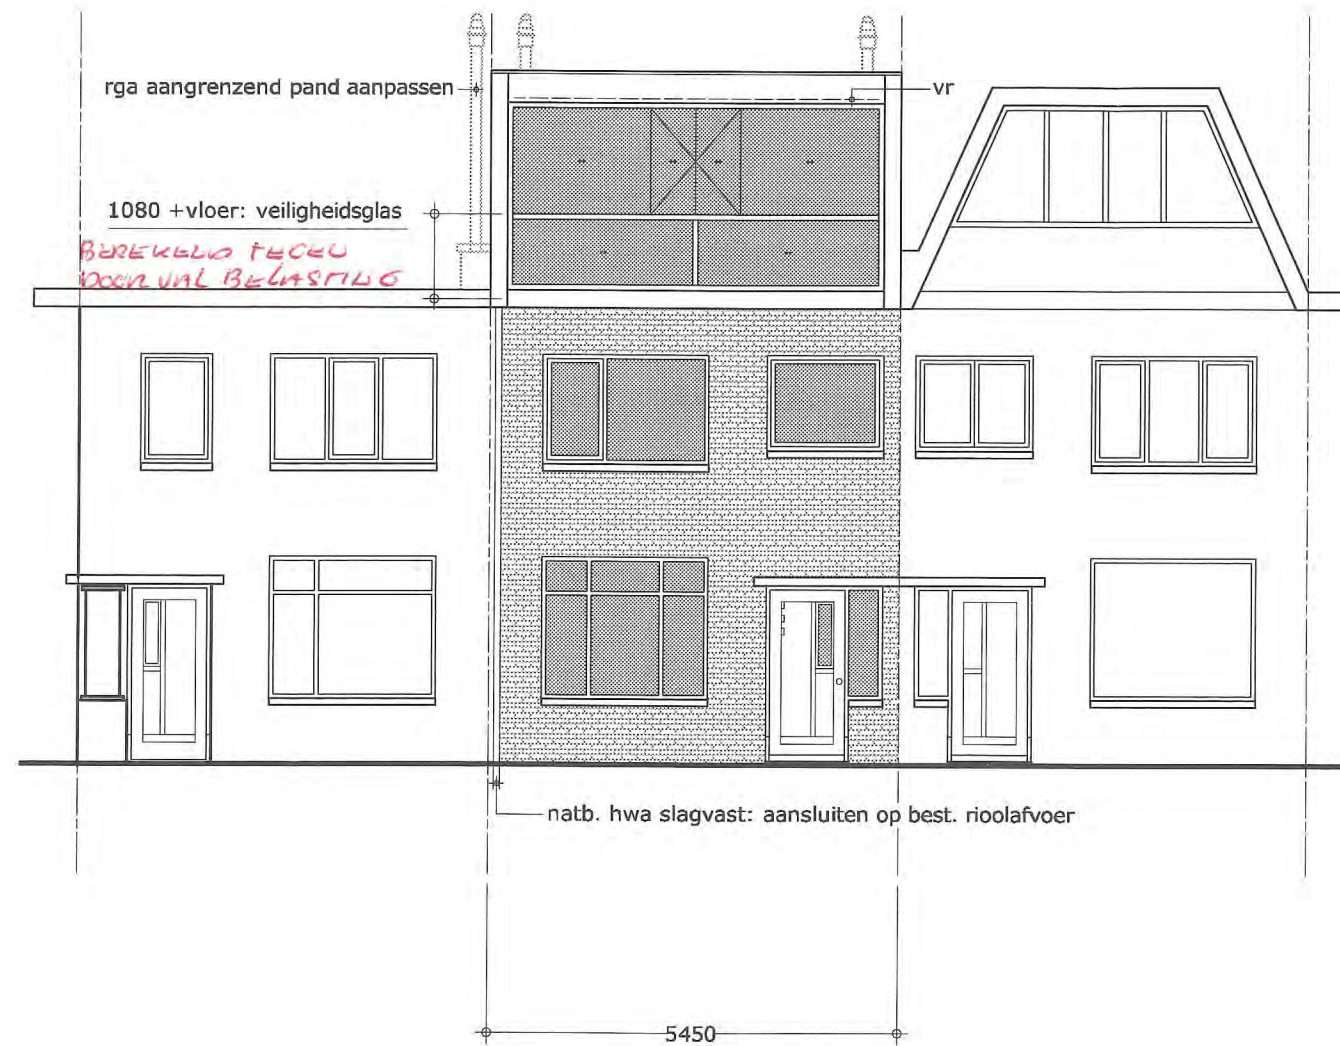 rga aangrenzend pand aanpassen
vr
1080 +vloer: veiligheidsglas
BEREKEND TEGEN
DOORVAL BELASTING
natb. hwa slagvast: aansluiten op best. rioolafvoer
5450